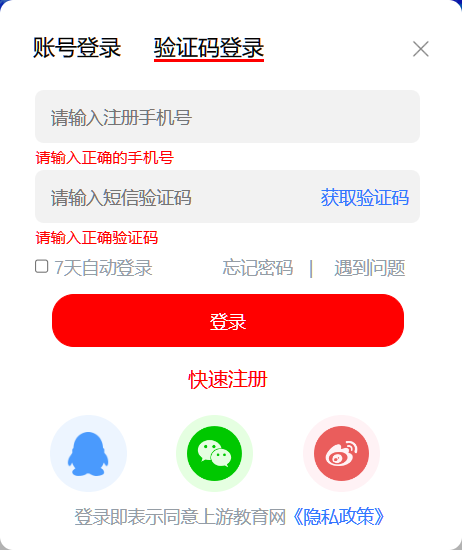 账号登录 验证码登录
请输入注册手机号
请输入正确的手机号
请输入短信验证码 获取验证码
请输入正确验证码
7天自动登录 忘记密码 | 遇到问题
登录
快速注册
登录即表示同意上游教育网《隐私政策》